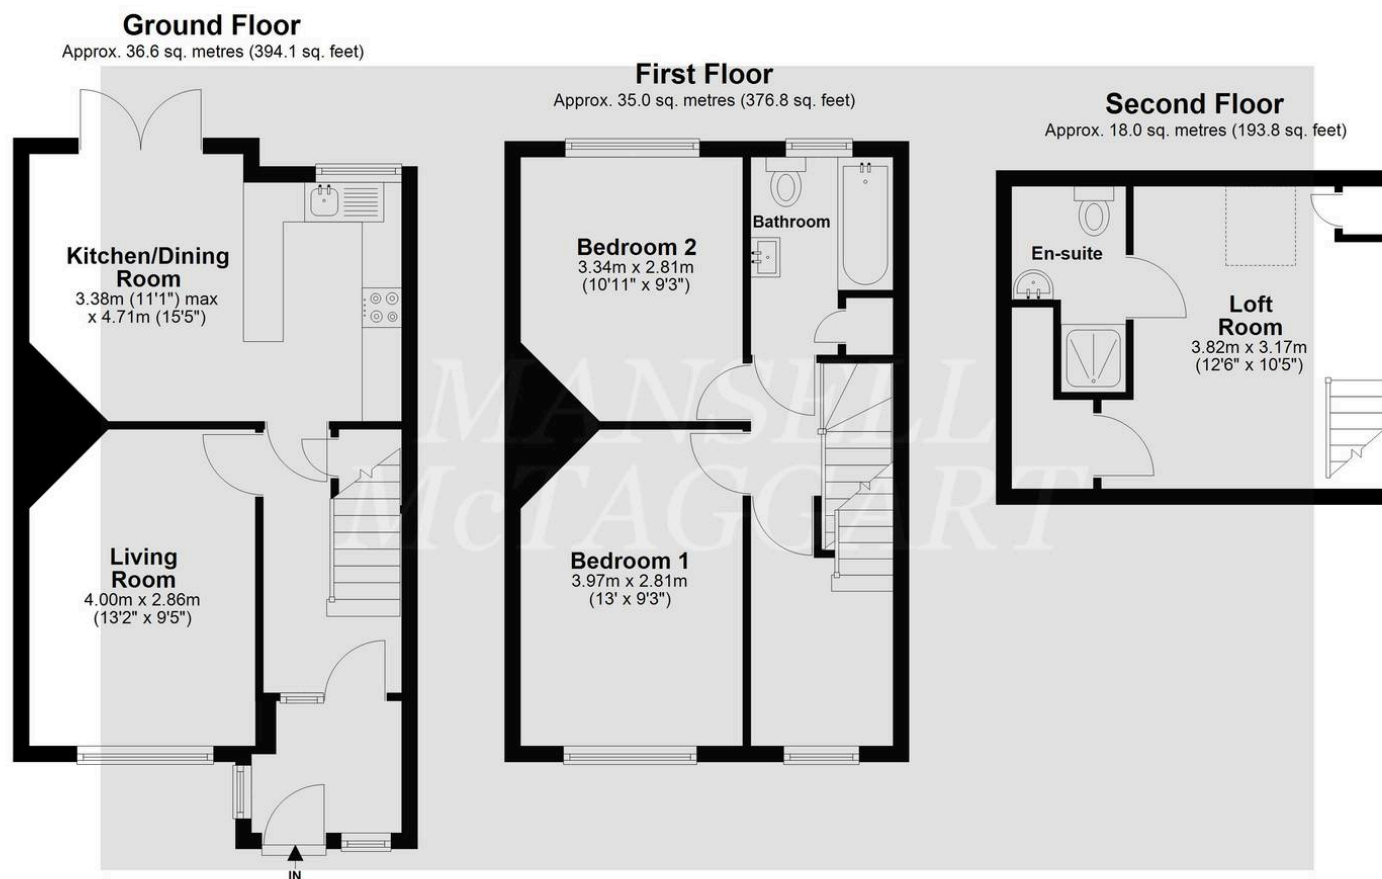 Ground Floor
Approx. 36.6 sq. metres (394.1 sq. feet)
Kitchen/Dining
Room
3.38m (11'1") max
x 4.71m (15'5")
Living
Room
4.00m x 2.86m
(13'2" x 9'5")
IN
First Floor
Approx. 35.0 sq. metres (376.8 sq. feet)
Bedroom 2
3.34m x 2.81m
(10'11" x 9'3")
Bathroom
Bedroom 1
3.97m x 2.81m
(13' x 9'3")
Second Floor
Approx. 18.0 sq. metres (193.8 sq. feet)
En-suite
Loft
Room
3.82m x 3.17m
(12'6" x 10'5")
MANSELL
McTAGGART